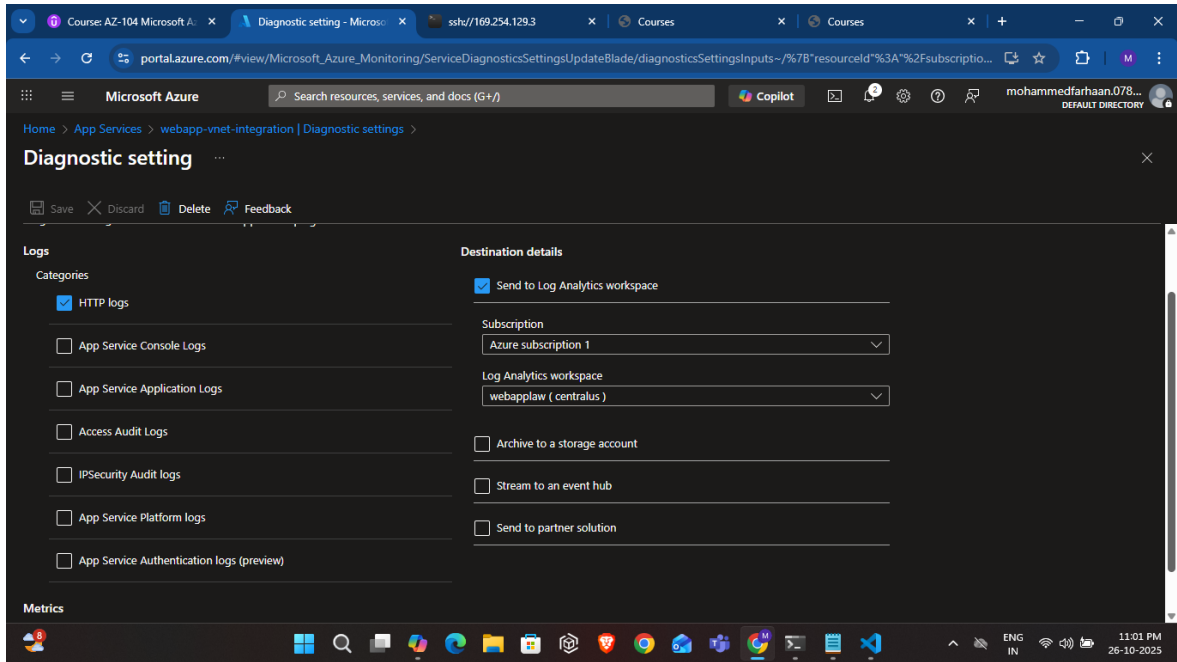 Course: AZ-104 Microsoft A
Diagnostic setting - Microso
ssh://169.254.129.3
Courses
Courses
portal.azure.com/#view/Microsoft_Azure_Monitoring/ServiceDiagnosticsSettingsUpdateBlade/diagnosticsSettingsInputs~/%7B"resourceId"%3A"%2Fsubscriptio...
M
Microsoft Azure
Search resources, services, and docs (G+/)
Copilot
2
mohammedfarhaan.078...
DEFAULT DIRECTORY
Home > App Services > webapp-vnet-integration | Diagnostic settings >
Diagnostic setting ...
Save
Discard
Delete
Feedback
Logs
Destination details
Categories
Send to Log Analytics workspace
HTTP logs
Subscription
App Service Console Logs
Azure subscription 1
Log Analytics workspace
App Service Application Logs
webapplaw ( centralus )
Access Audit Logs
Archive to a storage account
IPSecurity Audit logs
Stream to an event hub
App Service Platform logs
Send to partner solution
App Service Authentication logs (preview)
Metrics
8
M
ENG
IN
11:01 PM
26-10-2025